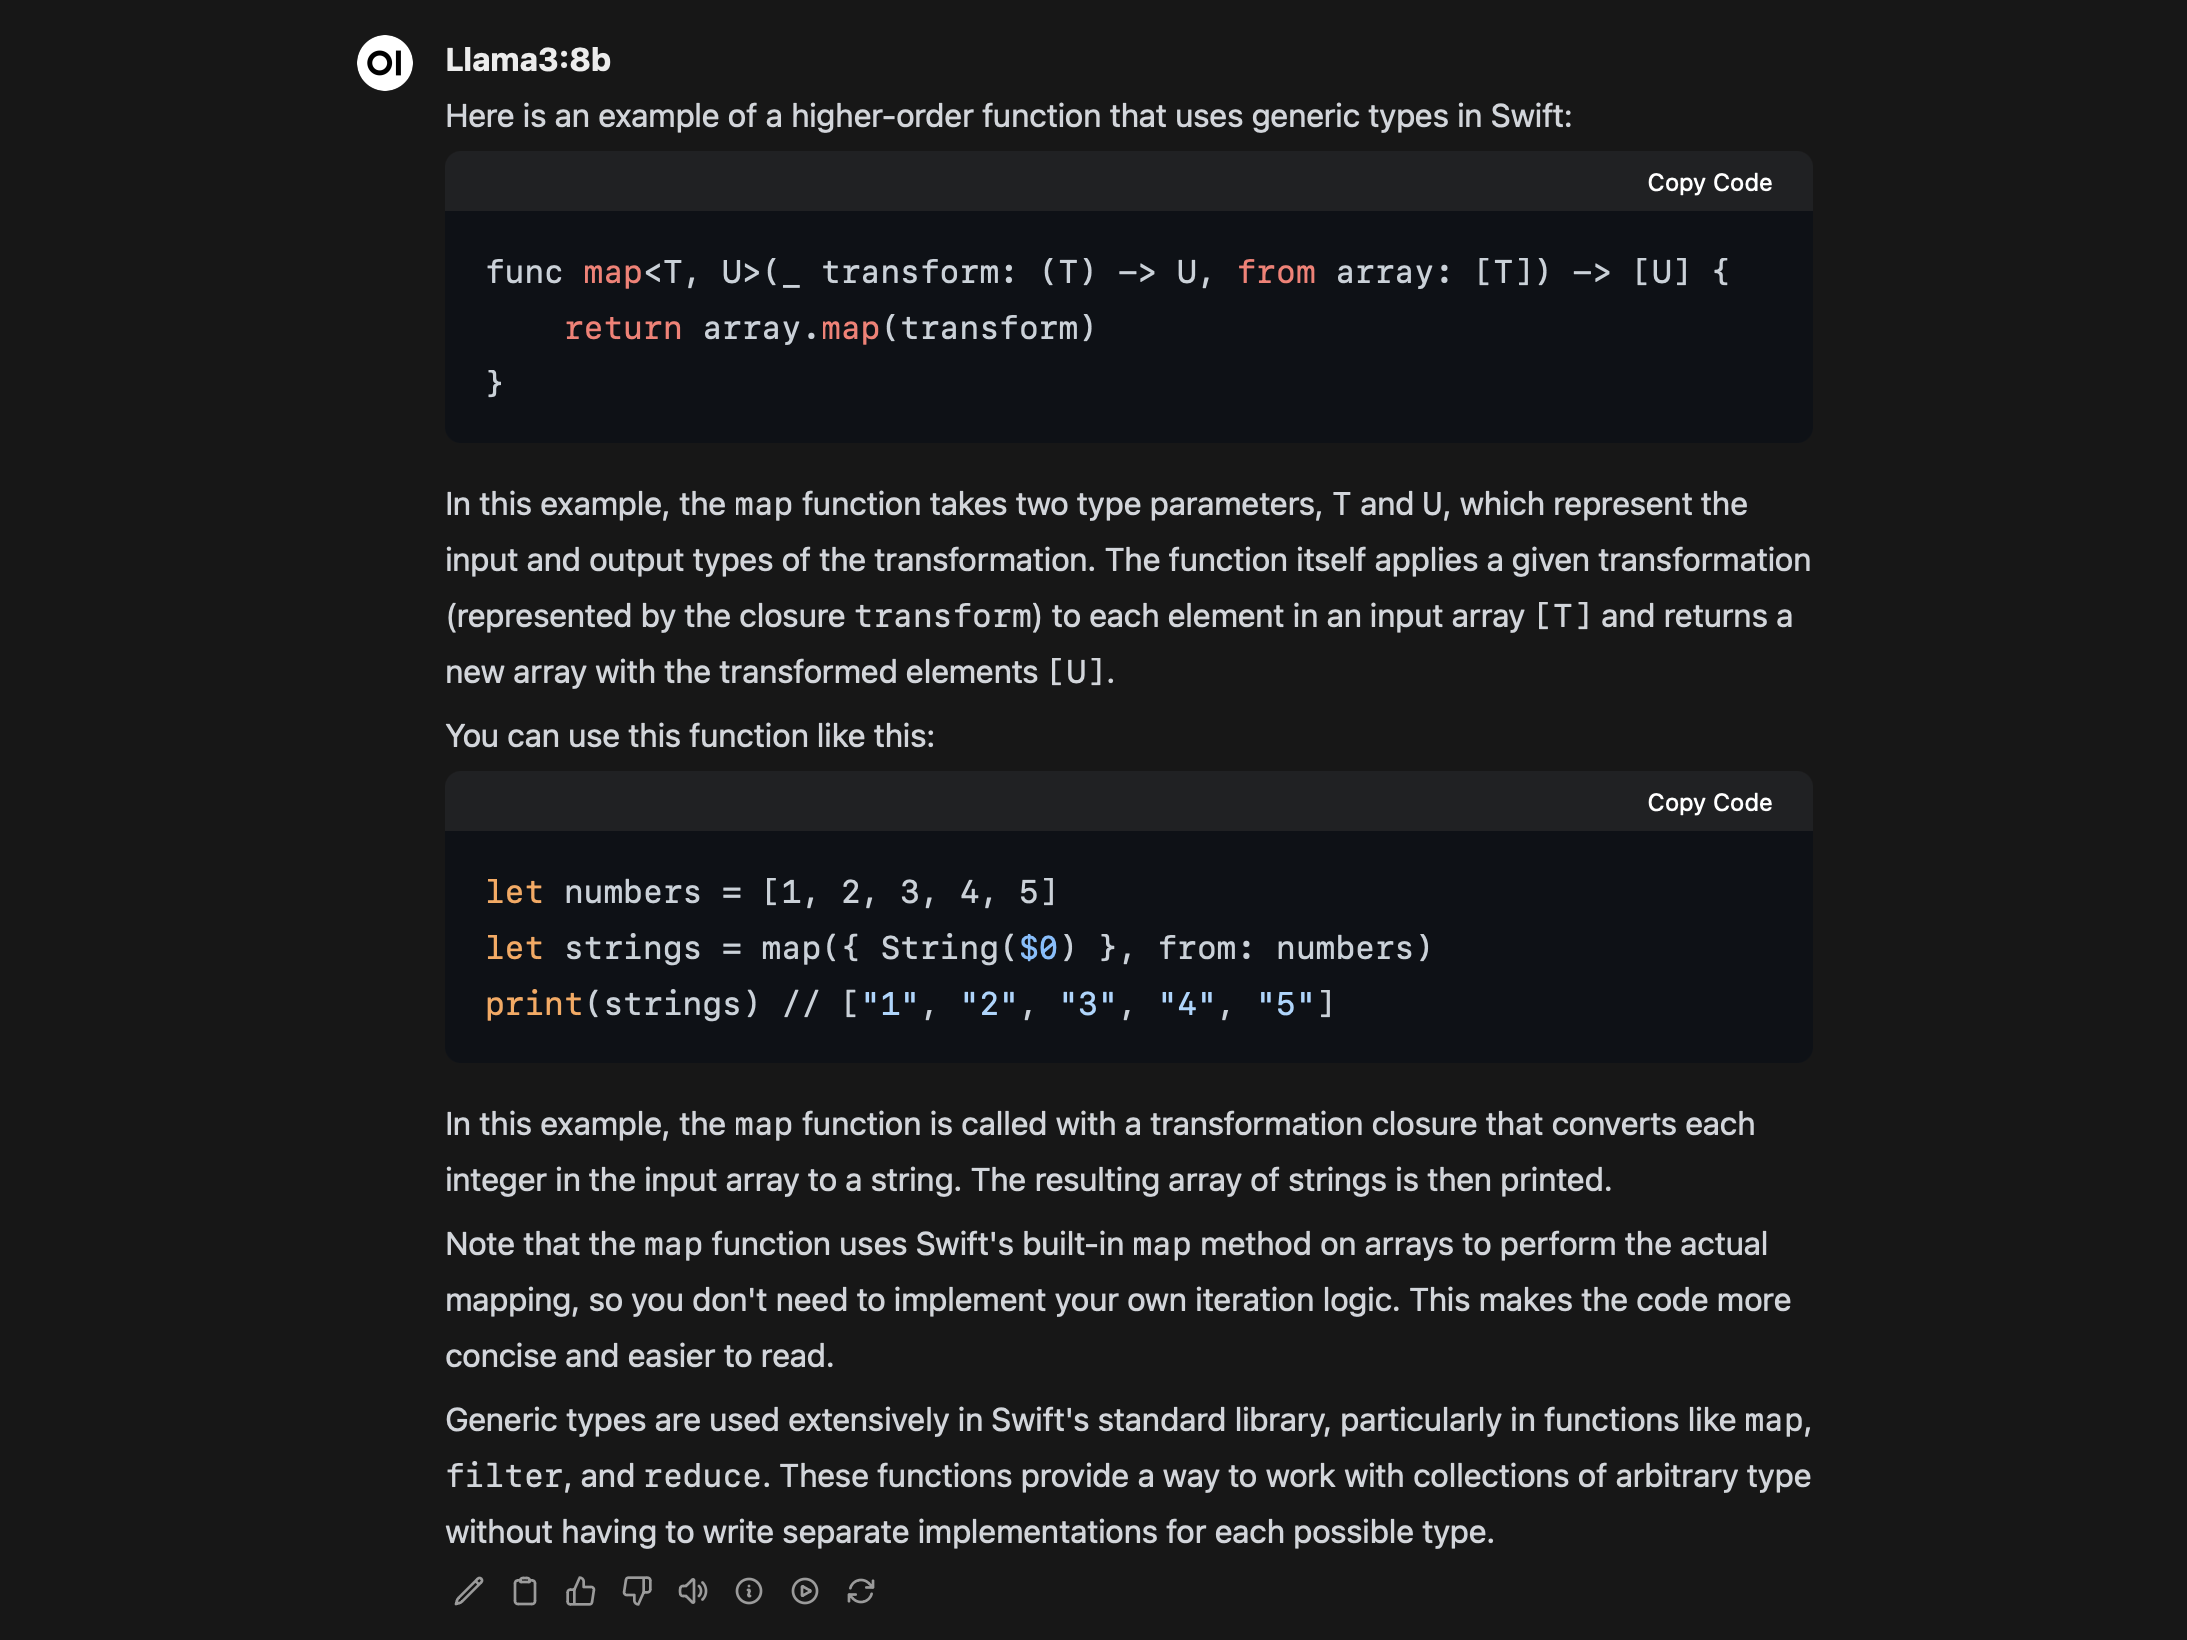 OI
Llama3:8b
Here is an example of a higher-order function that uses generic types in Swift:
Copy Code
func map<T, U>(_ transform: (T) -> U, from array: [T]) -> [U] {
    return array.map(transform)
}
In this example, the map function takes two type parameters, T and U, which represent the
input and output types of the transformation. The function itself applies a given transformation
(represented by the closure transform) to each element in an input array [T] and returns a
new array with the transformed elements [U].
You can use this function like this:
Copy Code
let numbers = [1, 2, 3, 4, 5]
let strings = map({ String($0) }, from: numbers)
print(strings) // ["1", "2", "3", "4", "5"]
In this example, the map function is called with a transformation closure that converts each
integer in the input array to a string. The resulting array of strings is then printed.
Note that the map function uses Swift's built-in map method on arrays to perform the actual
mapping, so you don't need to implement your own iteration logic. This makes the code more
concise and easier to read.
Generic types are used extensively in Swift's standard library, particularly in functions like map,
filter, and reduce. These functions provide a way to work with collections of arbitrary type
without having to write separate implementations for each possible type.